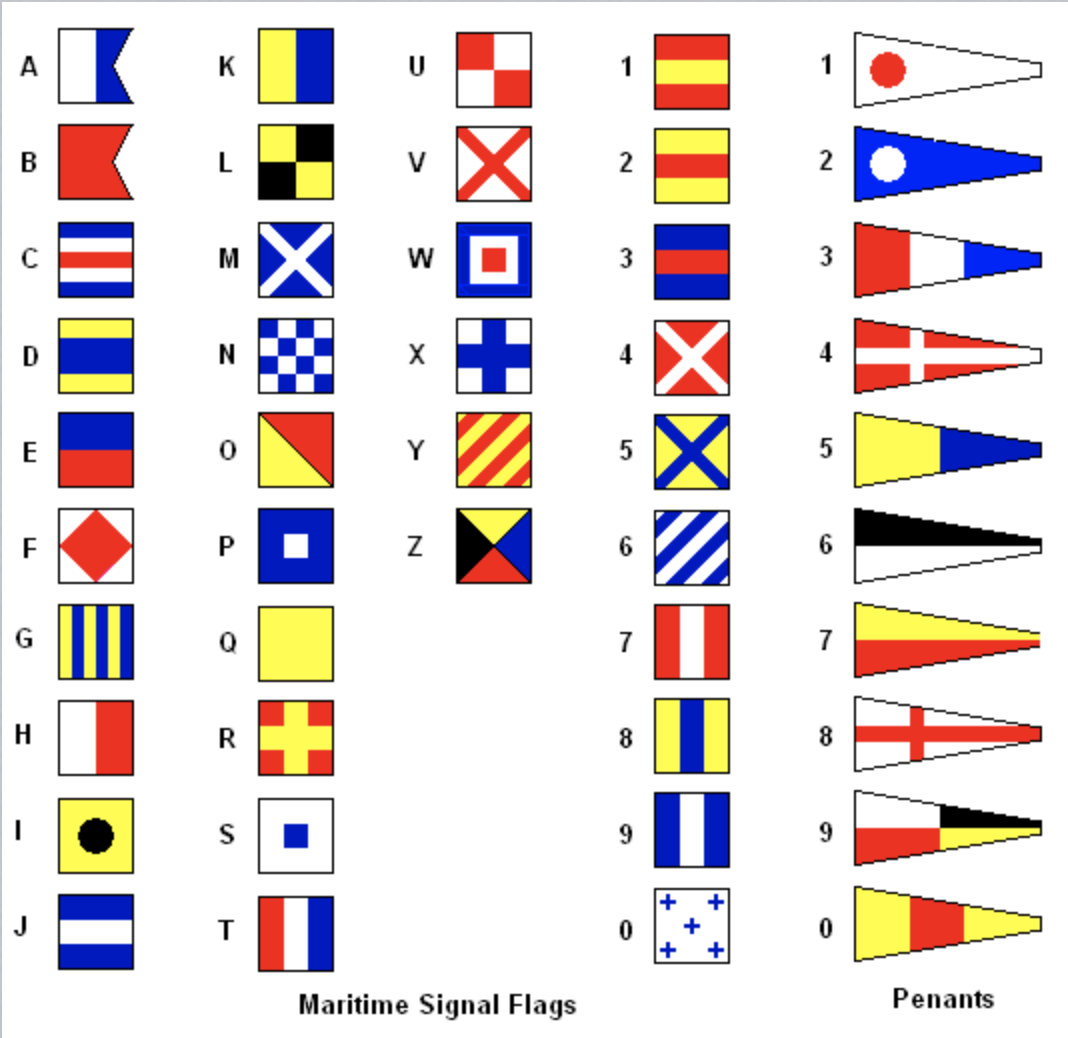 A K U 1 1
B L V 2 2
C M W 3 3
D N X 4 4
E O Y 5 5
F P Z 6 6
G Q 7 7
H R 8 8
I S 9 9
J T 0 0
Maritime Signal Flags Penants